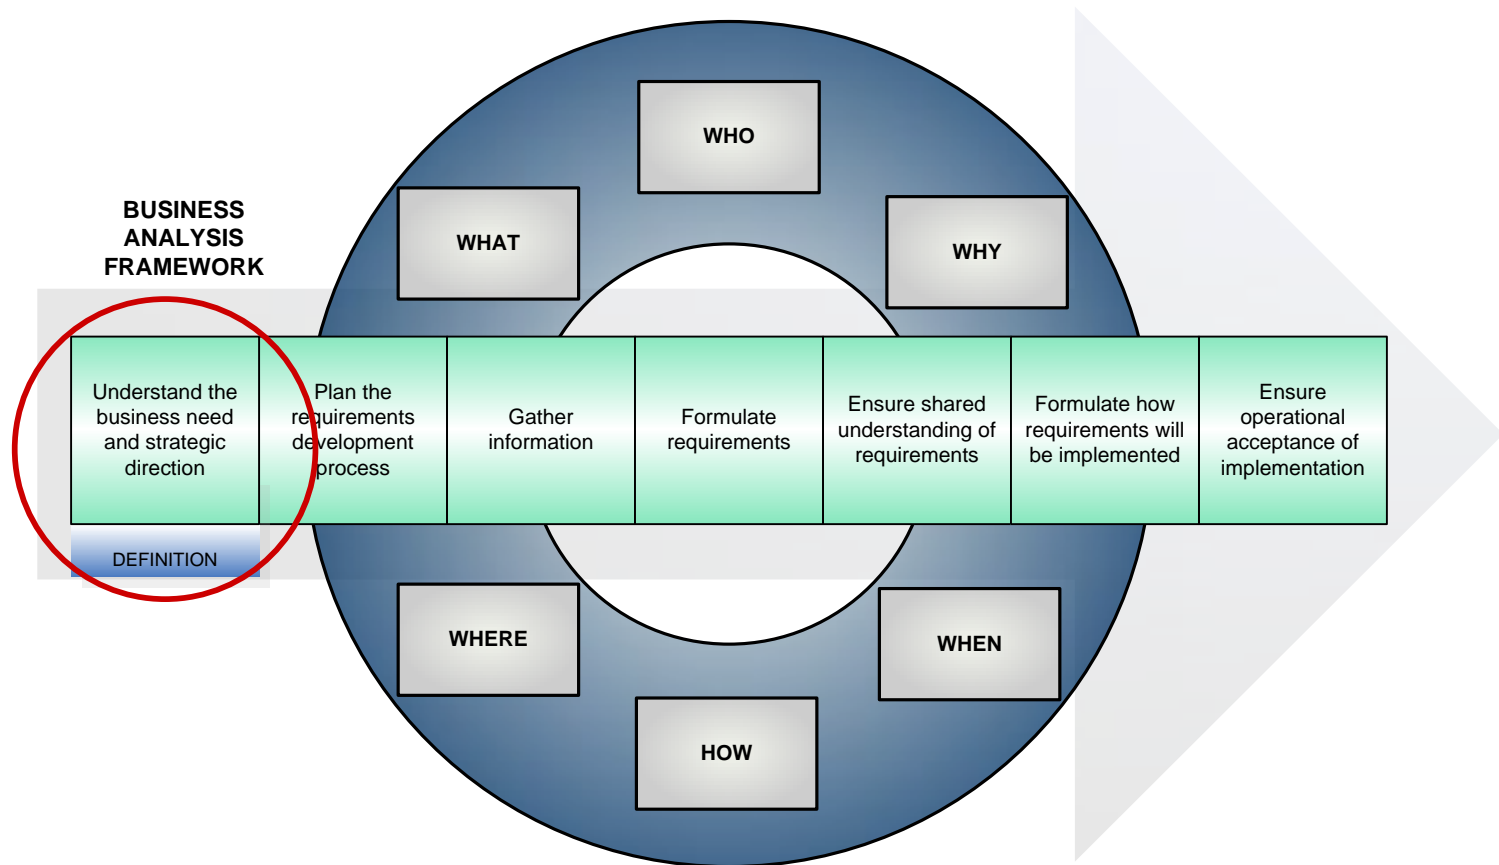 WHO
WHAT
WHY
BUSINESS
ANALYSIS
FRAMEWORK
Understand the
business need
and strategic
direction
Plan the
requirements
development
process
Gather
information
Formulate
requirements
Ensure shared
understanding of
requirements
Formulate how
requirements will
be implemented
Ensure
operational
acceptance of
implementation
DEFINITION
WHERE
WHEN
HOW